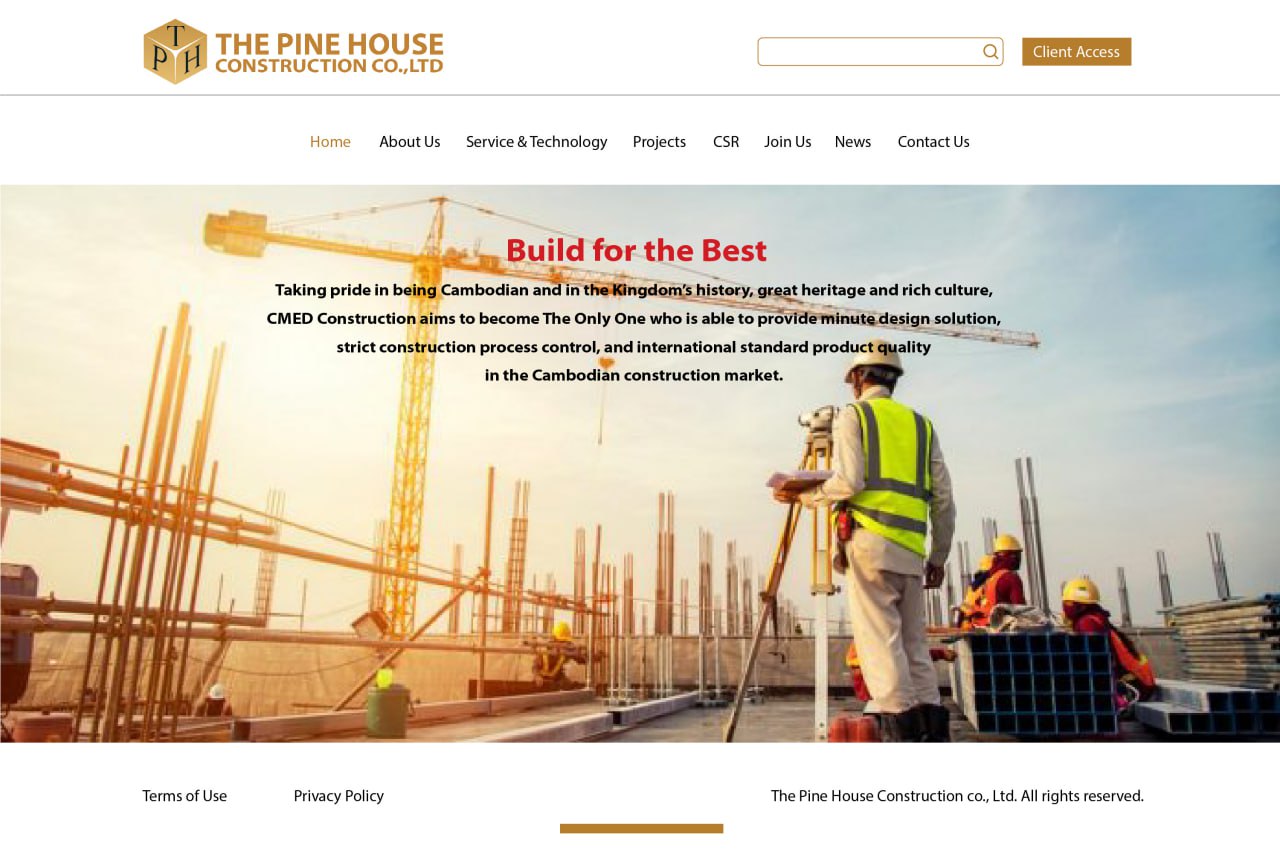 T
P H
THE PINE HOUSE
CONSTRUCTION CO.,LTD
Client Access
Home About Us Service & Technology Projects CSR Join Us News Contact Us
Build for the Best
Taking pride in being Cambodian and in the Kingdom’s history, great heritage and rich culture,
CMED Construction aims to become The Only One who is able to provide minute design solution,
strict construction process control, and international standard product quality
in the Cambodian construction market.
Terms of Use Privacy Policy The Pine House Construction co., Ltd. All rights reserved.